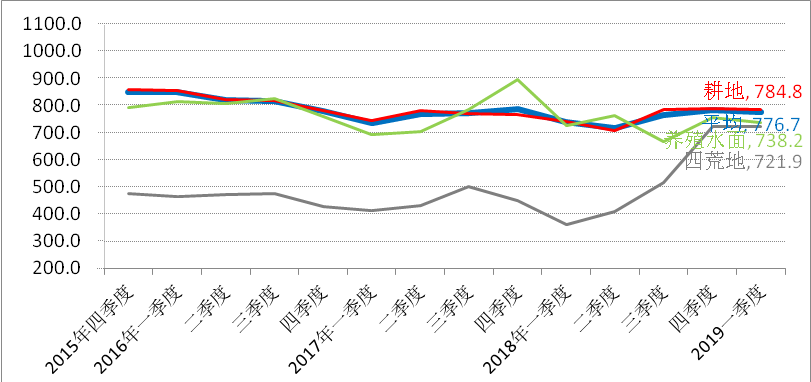 1100.0
1000.0
900.0
800.0
700.0
600.0
500.0
400.0
300.0
200.0
耕地, 784.8
平均, 776.7
养殖水面, 738.2
四荒地, 721.9
2015年四季度
2016年一季度
二季度
三季度
四季度
2017年一季度
二季度
三季度
四季度
2018年一季度
二季度
三季度
四季度
2019一季度